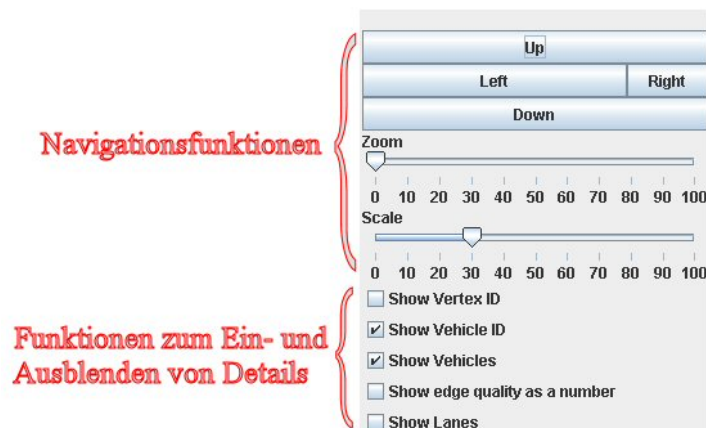 Up
Left Right
Down
Navigationsfunktionen
Zoom
0 10 20 30 40 50 60 70 80 90 100
Scale
0 10 20 30 40 50 60 70 80 90 100
Funktionen zum Ein- und
Ausblenden von Details
Show Vertex ID
Show Vehicle ID
Show Vehicles
Show edge quality as a number
Show Lanes